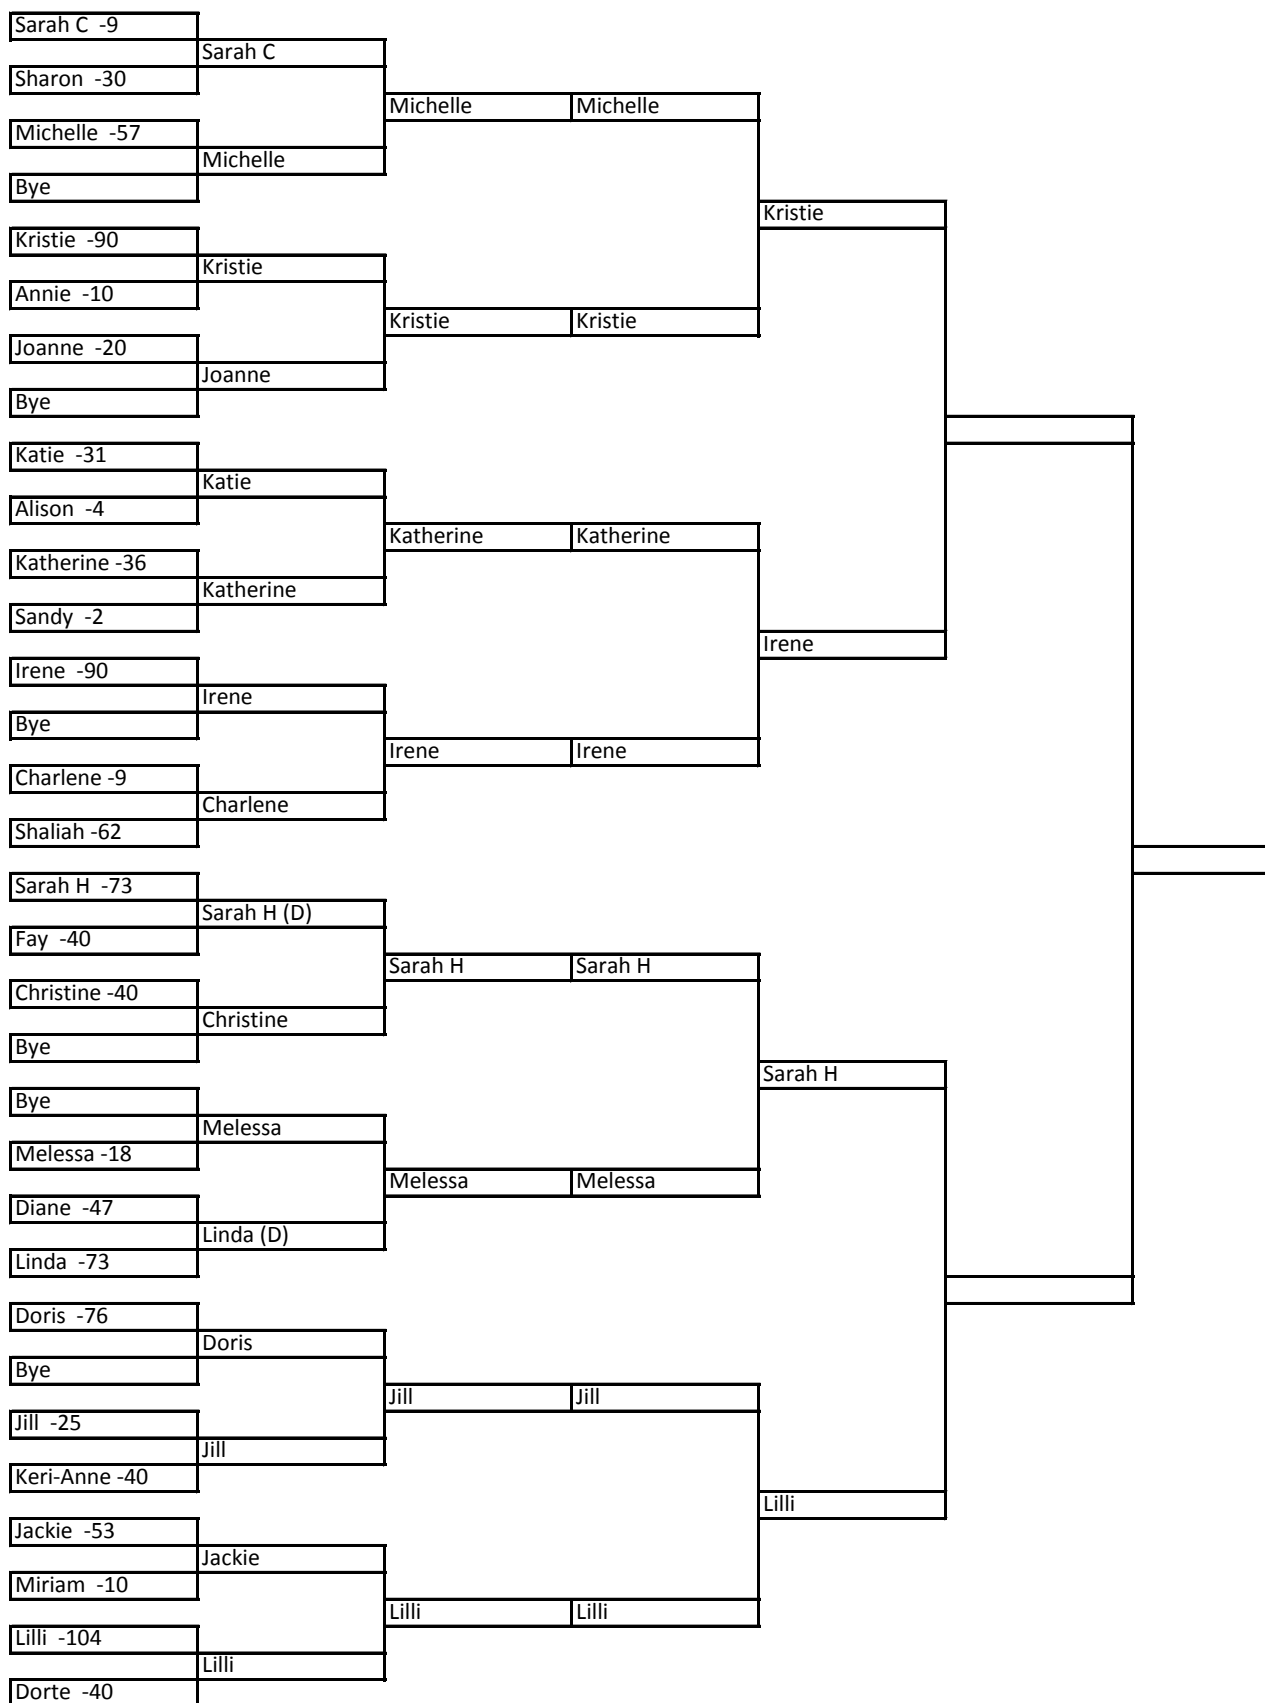 Sarah C -9
Sarah C
Sharon -30
Michelle Michelle
Michelle -57
Michelle
Bye
Kristie
Kristie -90
Kristie
Annie -10
Kristie Kristie
Joanne -20
Joanne
Bye
Katie -31
Katie
Alison -4
Katherine Katherine
Katherine -36
Katherine
Sandy -2
Irene
Irene -90
Irene
Bye
Irene Irene
Charlene -9
Charlene
Shaliah -62
Sarah H -73
Sarah H (D)
Fay -40
Sarah H Sarah H
Christine -40
Christine
Bye
Sarah H
Bye
Melessa
Melessa -18
Melessa Melessa
Diane -47
Linda (D)
Linda -73
Doris -76
Doris
Bye
Jill Jill
Jill -25
Jill
Keri-Anne -40
Lilli
Jackie -53
Jackie
Miriam -10
Lilli Lilli
Lilli -104
Lilli
Dorte -40